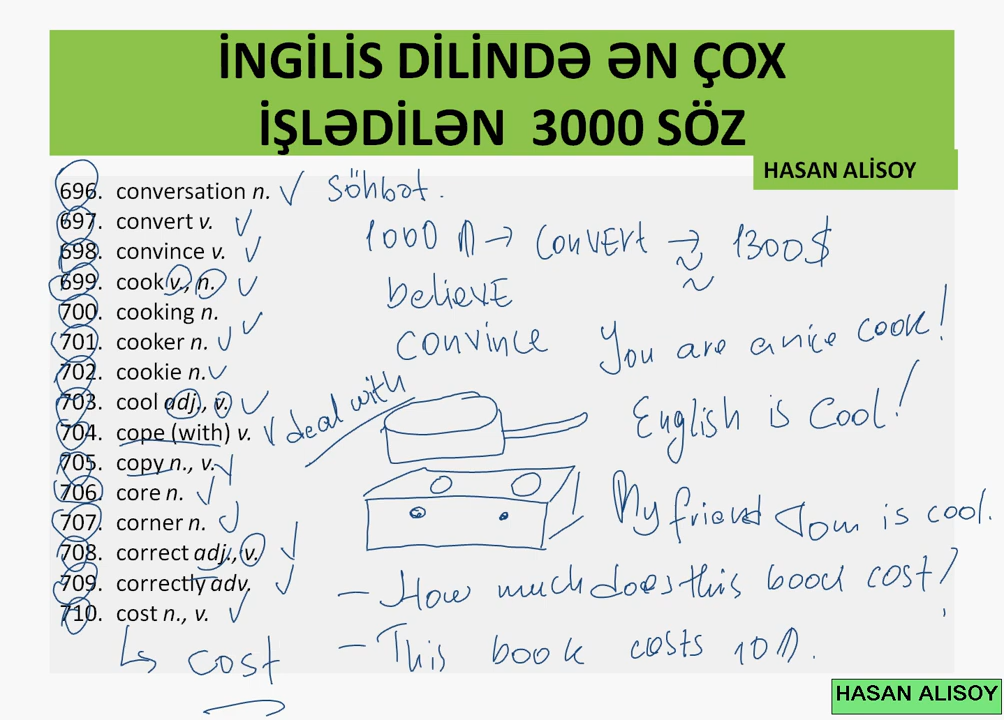 İNGİLİS DİLİNDƏ ƏN ÇOX
İŞLƏDİLƏN 3000 SÖZ
HASAN ALİSOY
696. conversation n. söhbət.
697. convert v.
1000 ₼ → convert → 1300$
698. convince v.
699. cook v., n.
believe
700. cooking n.
701. cooker n.
convince You are a nice cook!
702. cookie n.
703. cool adj., v.
English is cool!
704. cope (with) v. deal with
705. copy n., v.
706. core n.
707. corner n.
My friend Tom is cool.
708. correct adj., v.
709. correctly adv.
- How much does this book cost?
710. cost n., v.
cost
- This book costs 10 ₼.
HASAN ALISOY